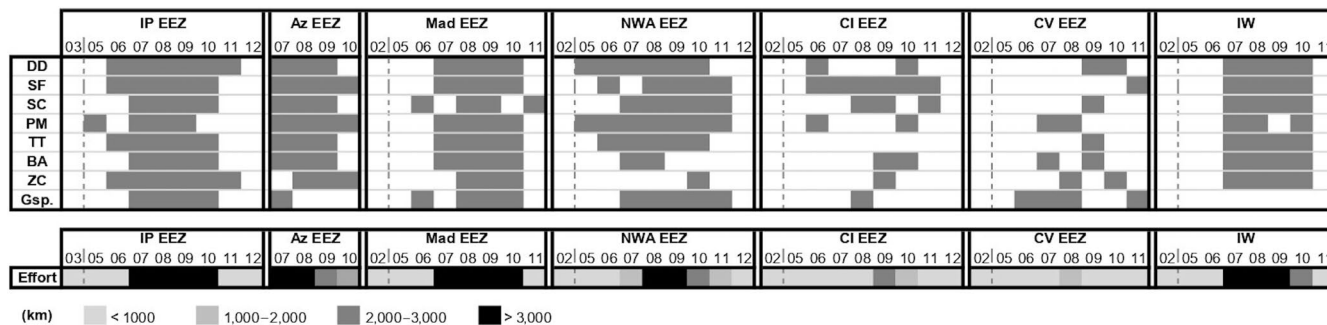 IP EEZ Az EEZ Mad EEZ NWA EEZ CI EEZ CV EEZ IW
03 05 06 07 08 09 10 11 12 07 08 09 10 02 05 06 07 08 09 10 11 02 05 06 07 08 09 10 11 12 02 05 06 07 08 09 10 11 12 02 05 06 07 08 09 10 11 02 05 06 07 08 09 10 11
DD
SF
SC
PM
TT
BA
ZC
Gsp.
IP EEZ Az EEZ Mad EEZ NWA EEZ CI EEZ CV EEZ IW
03 05 06 07 08 09 10 11 12 07 08 09 10 02 05 06 07 08 09 10 11 02 05 06 07 08 09 10 11 12 02 05 06 07 08 09 10 11 12 02 05 06 07 08 09 10 11 02 05 06 07 08 09 10 11
Effort
(km) < 1000 1,000–2,000 2,000–3,000 > 3,000